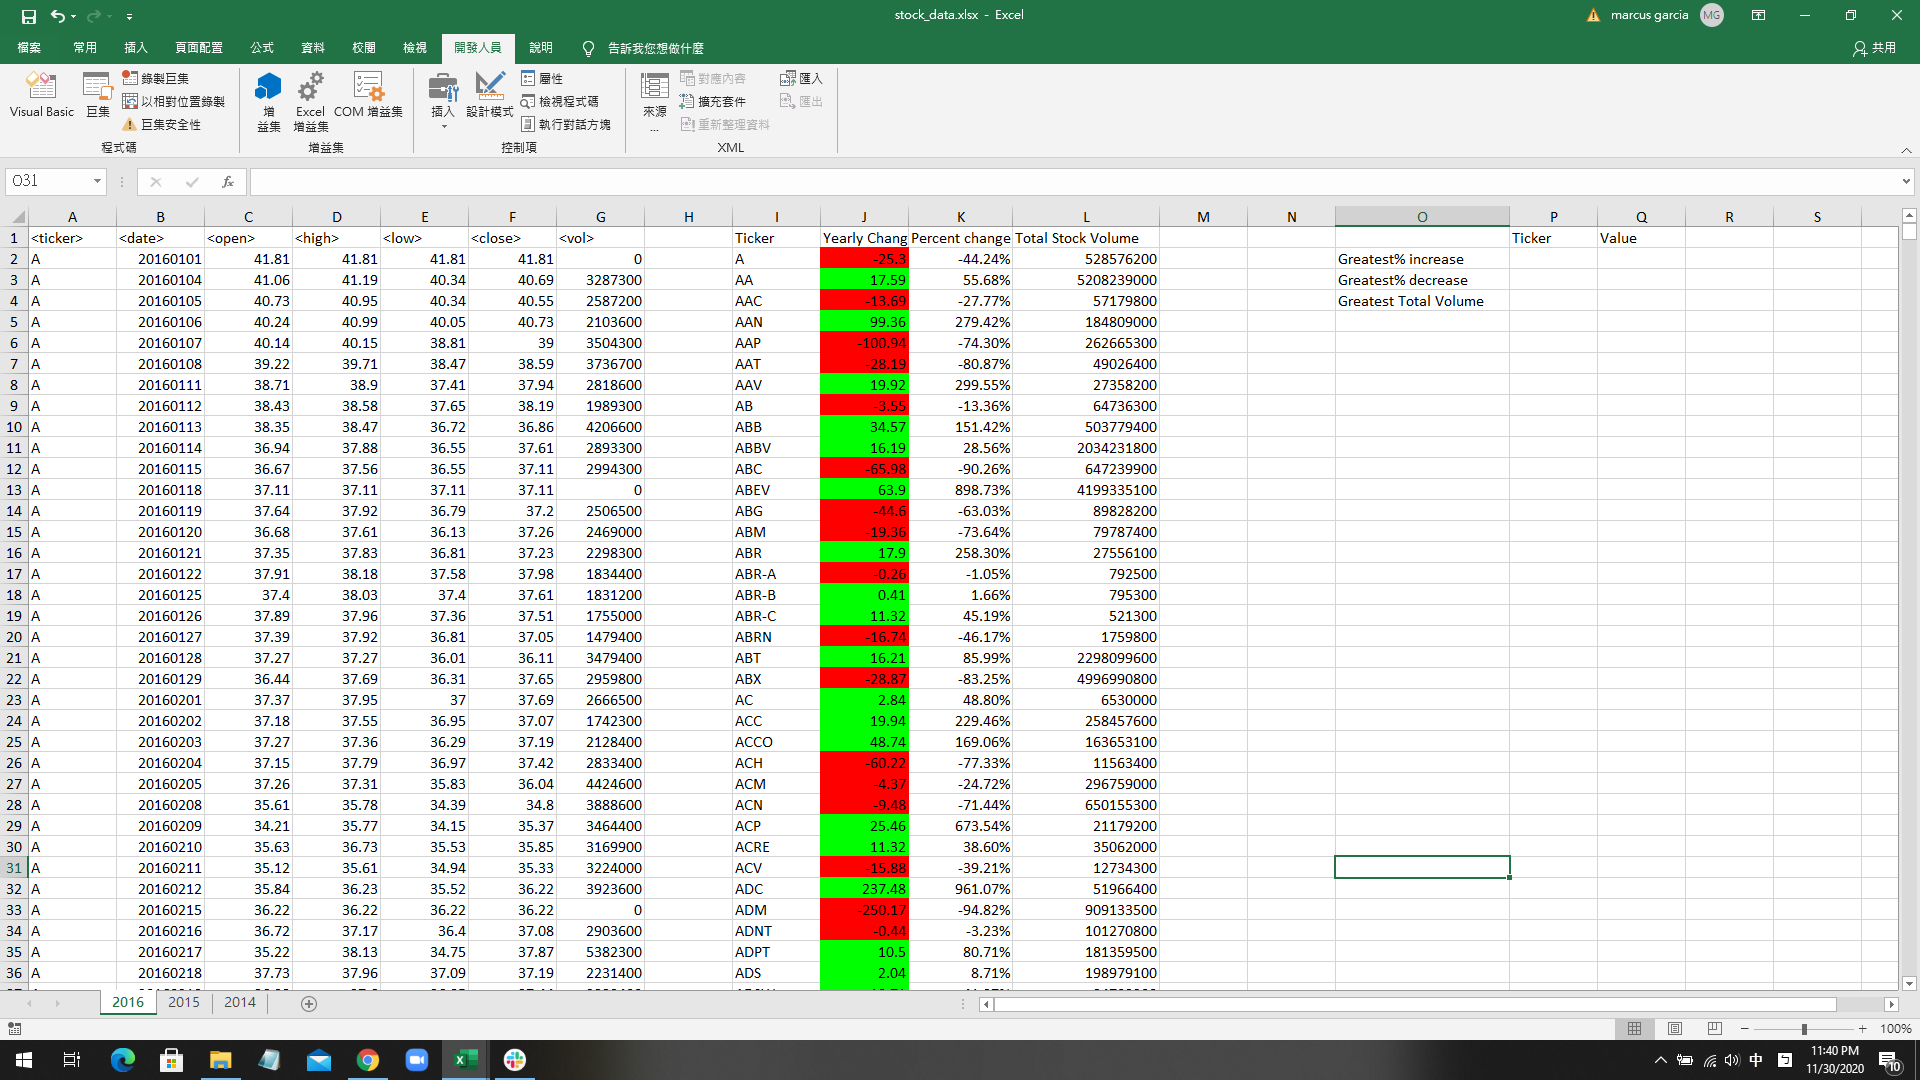 stock_data.xlsx - Excel
marcus garcia MG
檔案 常用 插入 頁面配置 公式 資料 校閱 檢視 開發人員 說明 告訴我您想做什麼 共用
Visual Basic 巨集 錄製巨集 以相對位置錄製 巨集安全性 增益集 Excel 增益集 COM 增益集 插入 設計模式 屬性 檢視程式碼 執行對話方塊 來源 ... 對應內容 擴充套件 重新整理資料 匯入 匯出
程式碼 增益集 控制項 XML
O31 fx
A B C D E F G H I J K L M N O P Q R S
1 <ticker> <date> <open> <high> <low> <close> <vol> Ticker Yearly Chang Percent change Total Stock Volume Ticker Value
2 A 20160101 41.81 41.81 41.81 41.81 0 A -25.3 -44.24% 528576200 Greatest% increase
3 A 20160104 41.06 41.19 40.34 40.69 3287300 AA 17.59 55.68% 5208239000 Greatest% decrease
4 A 20160105 40.73 40.95 40.34 40.55 2587200 AAC -13.69 -27.77% 57179800 Greatest Total Volume
5 A 20160106 40.24 40.99 40.05 40.73 2103600 AAN 99.36 279.42% 184809000
6 A 20160107 40.14 40.15 38.81 39 3504300 AAP -100.94 -74.30% 262665300
7 A 20160108 39.22 39.71 38.47 38.59 3736700 AAT -28.19 -80.87% 49026400
8 A 20160111 38.71 38.9 37.41 37.94 2818600 AAV 19.92 299.55% 27358200
9 A 20160112 38.43 38.58 37.65 38.19 1989300 AB -3.55 -13.36% 64736300
10 A 20160113 38.35 38.47 36.72 36.86 4206600 ABB 34.57 151.42% 503779400
11 A 20160114 36.94 37.88 36.55 37.61 2893300 ABBV 16.19 28.56% 2034231800
12 A 20160115 36.67 37.56 36.55 37.11 2994300 ABC -65.98 -90.26% 647239900
13 A 20160118 37.11 37.11 37.11 37.11 0 ABEV 63.9 898.73% 4199335100
14 A 20160119 37.64 37.92 36.79 37.2 2506500 ABG -44.6 -63.03% 89828200
15 A 20160120 36.68 37.61 36.13 37.26 2469000 ABM -19.36 -73.64% 79787400
16 A 20160121 37.35 37.83 36.81 37.23 2298300 ABR 17.9 258.30% 27556100
17 A 20160122 37.91 38.18 37.58 37.98 1834400 ABR-A -0.26 -1.05% 792500
18 A 20160125 37.4 38.03 37.4 37.61 1831200 ABR-B 0.41 1.66% 795300
19 A 20160126 37.89 37.96 37.36 37.51 1755000 ABR-C 11.32 45.19% 521300
20 A 20160127 37.39 37.92 36.81 37.05 1479400 ABRN -16.74 -46.17% 1759800
21 A 20160128 37.27 37.27 36.01 36.11 3479400 ABT 16.21 85.99% 2298099600
22 A 20160129 36.44 37.69 36.31 37.65 2959800 ABX -28.87 -83.25% 4996990800
23 A 20160201 37.37 37.95 37 37.69 2666500 AC 2.84 48.80% 6530000
24 A 20160202 37.18 37.55 36.95 37.07 1742300 ACC 19.94 229.46% 258457600
25 A 20160203 37.27 37.36 36.29 37.19 2128400 ACCO 48.74 169.06% 163653100
26 A 20160204 37.15 37.79 36.97 37.42 2833400 ACH -60.22 -77.33% 11563400
27 A 20160205 37.26 37.31 35.83 36.04 4424600 ACM -4.37 -24.72% 296759000
28 A 20160208 35.61 35.78 34.39 34.8 3888600 ACN -9.48 -71.44% 650155300
29 A 20160209 34.21 35.77 34.15 35.37 3464400 ACP 25.46 673.54% 21179200
30 A 20160210 35.63 36.73 35.53 35.85 3169900 ACRE 11.32 38.60% 35062000
31 A 20160211 35.12 35.61 34.94 35.33 3224000 ACV -15.88 -39.21% 12734300
32 A 20160212 35.84 36.23 35.52 36.22 3923600 ADC 237.48 961.07% 51966400
33 A 20160215 36.22 36.22 36.22 36.22 0 ADM -250.17 -94.82% 909133500
34 A 20160216 36.72 37.17 36.4 37.08 2903600 ADNT -0.44 -3.23% 101270800
35 A 20160217 35.22 38.13 34.75 37.87 5382300 ADPT 10.5 80.71% 181359500
36 A 20160218 37.73 37.96 37.09 37.19 2231400 ADS 2.04 8.71% 198979100
2016 2015 2014
100%
中 11:40 PM
11/30/2020 10